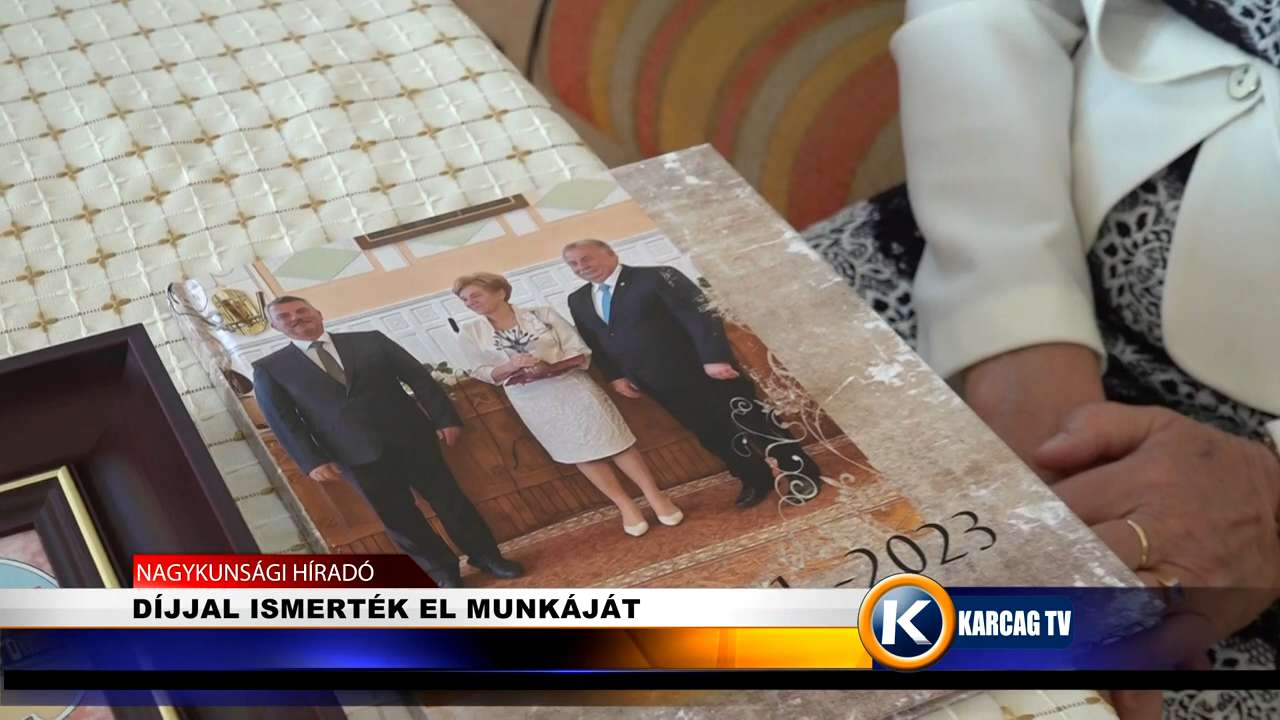 -2023
NAGYKUNSÁGI HÍRADÓ
DÍJJAL ISMERTÉK EL MUNKÁJÁT
K KARCAG TV